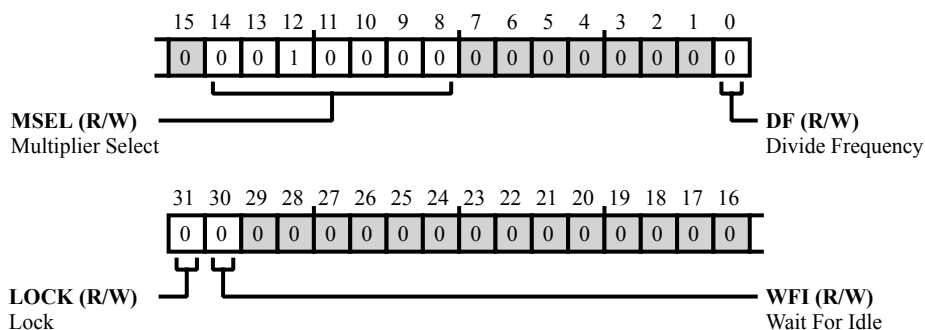 15 14 13 12 11 10 9 8 7 6 5 4 3 2 1 0
0 0 0 1 0 0 0 0 0 0 0 0 0 0 0 0
MSEL (R/W)
Multiplier Select
DF (R/W)
Divide Frequency
31 30 29 28 27 26 25 24 23 22 21 20 19 18 17 16
0 0 0 0 0 0 0 0 0 0 0 0 0 0 0 0
LOCK (R/W)
Lock
WFI (R/W)
Wait For Idle